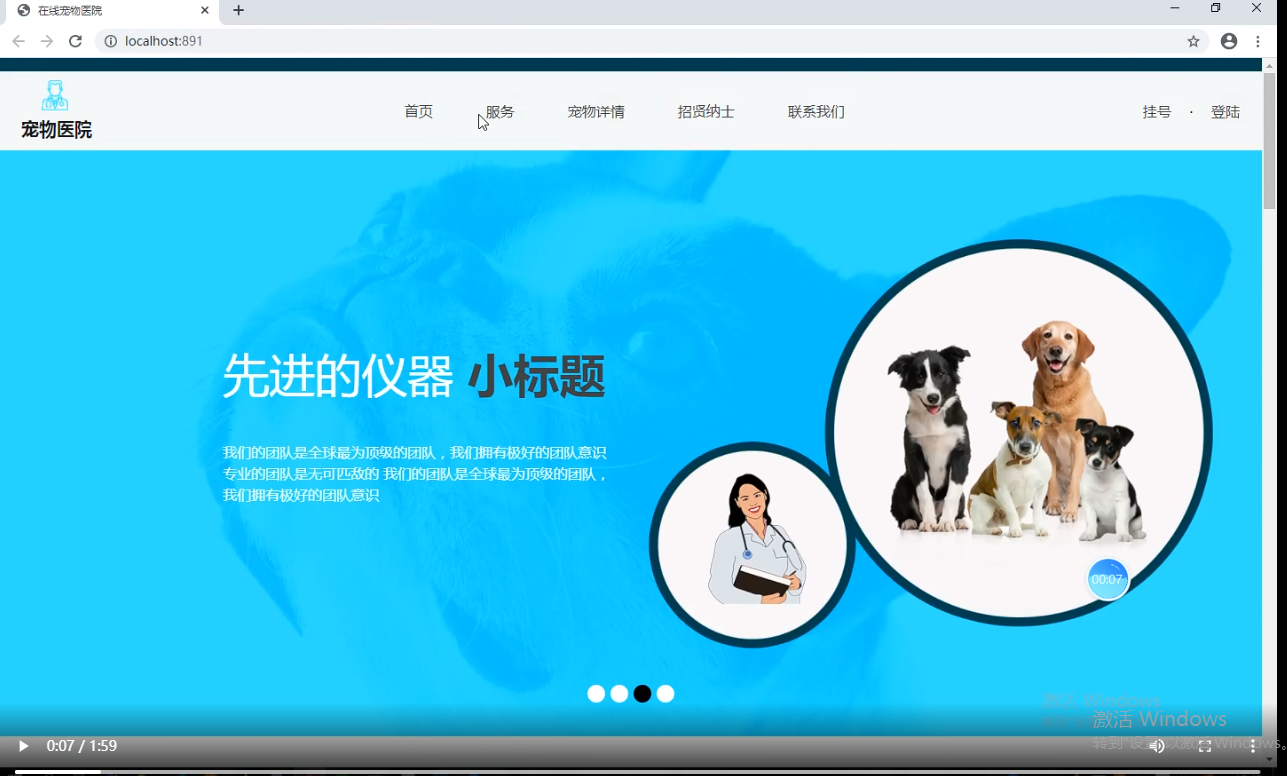 在线宠物医院
localhost:891
宠物医院
首页 服务 宠物详情 招贤纳士 联系我们 挂号 · 登陆
先进的仪器 小标题
我们的团队是全球最为顶级的团队，我们拥有极好的团队意识
专业的团队是无可匹敌的 我们的团队是全球最为顶级的团队，
我们拥有极好的团队意识
00:07
激活 Windows
激活 Windows
转到"设置"以激活 Windows。
0:07 / 1:59